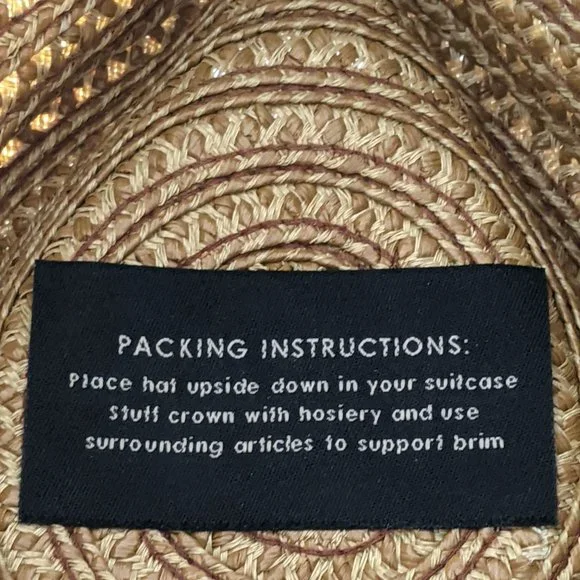 PACKING INSTRUCTIONS:
Place hat upside down in your suitcase
Stuff crown with hosiery and use
surrounding articles to support brim